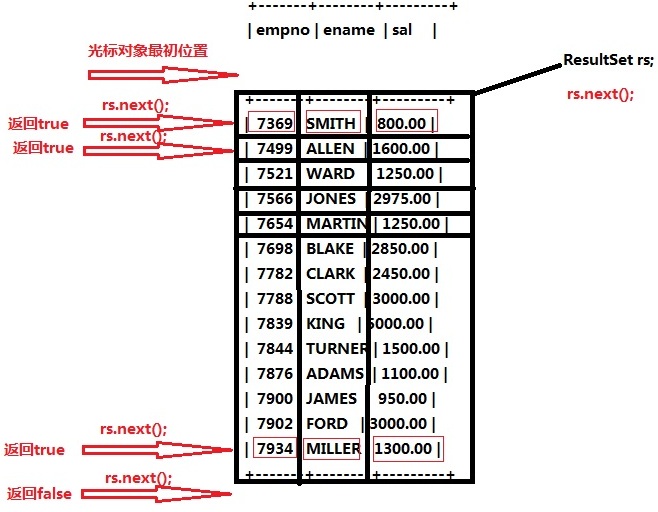 +-------+--------+----------+
| empno | ename | sal |
光标对象最初位置
ResultSet rs;
rs.next();
+-------+--------+---------+
rs.next();
返回true
| 7369 | SMITH | 800.00 |
rs.next();
返回true
| 7499 | ALLEN | 1600.00 |
| 7521 | WARD | 1250.00 |
| 7566 | JONES | 2975.00 |
| 7654 | MARTIN | 1250.00 |
| 7698 | BLAKE | 2850.00 |
| 7782 | CLARK | 2450.00 |
| 7788 | SCOTT | 3000.00 |
| 7839 | KING | 5000.00 |
| 7844 | TURNER | 1500.00 |
| 7876 | ADAMS | 1100.00 |
| 7900 | JAMES | 950.00 |
| 7902 | FORD | 3000.00 |
rs.next();
返回true
| 7934 | MILLER | 1300.00 |
+-------+--------+---------+
rs.next();
返回false